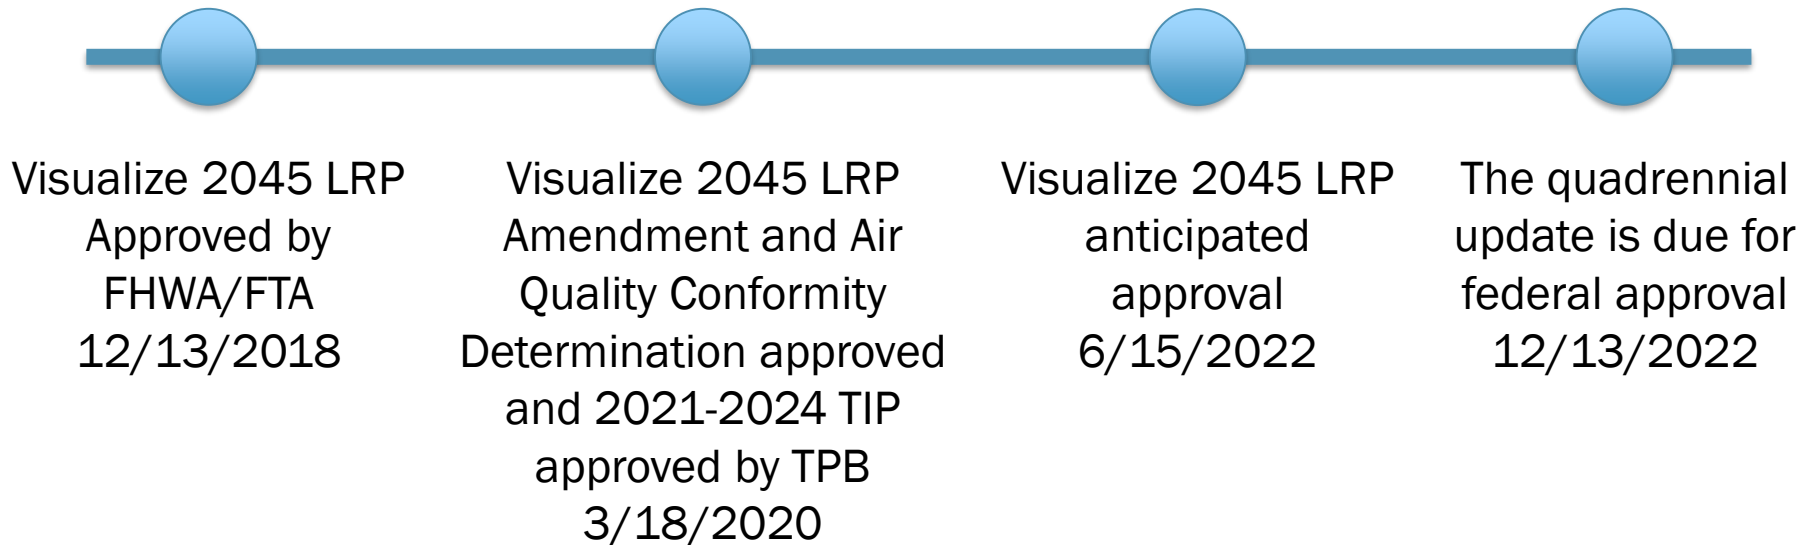 Visualize 2045 LRP
Approved by
FHWA/FTA
12/13/2018
Visualize 2045 LRP
Amendment and Air
Quality Conformity
Determination approved
and 2021-2024 TIP
approved by TPB
3/18/2020
Visualize 2045 LRP
anticipated
approval
6/15/2022
The quadrennial
update is due for
federal approval
12/13/2022